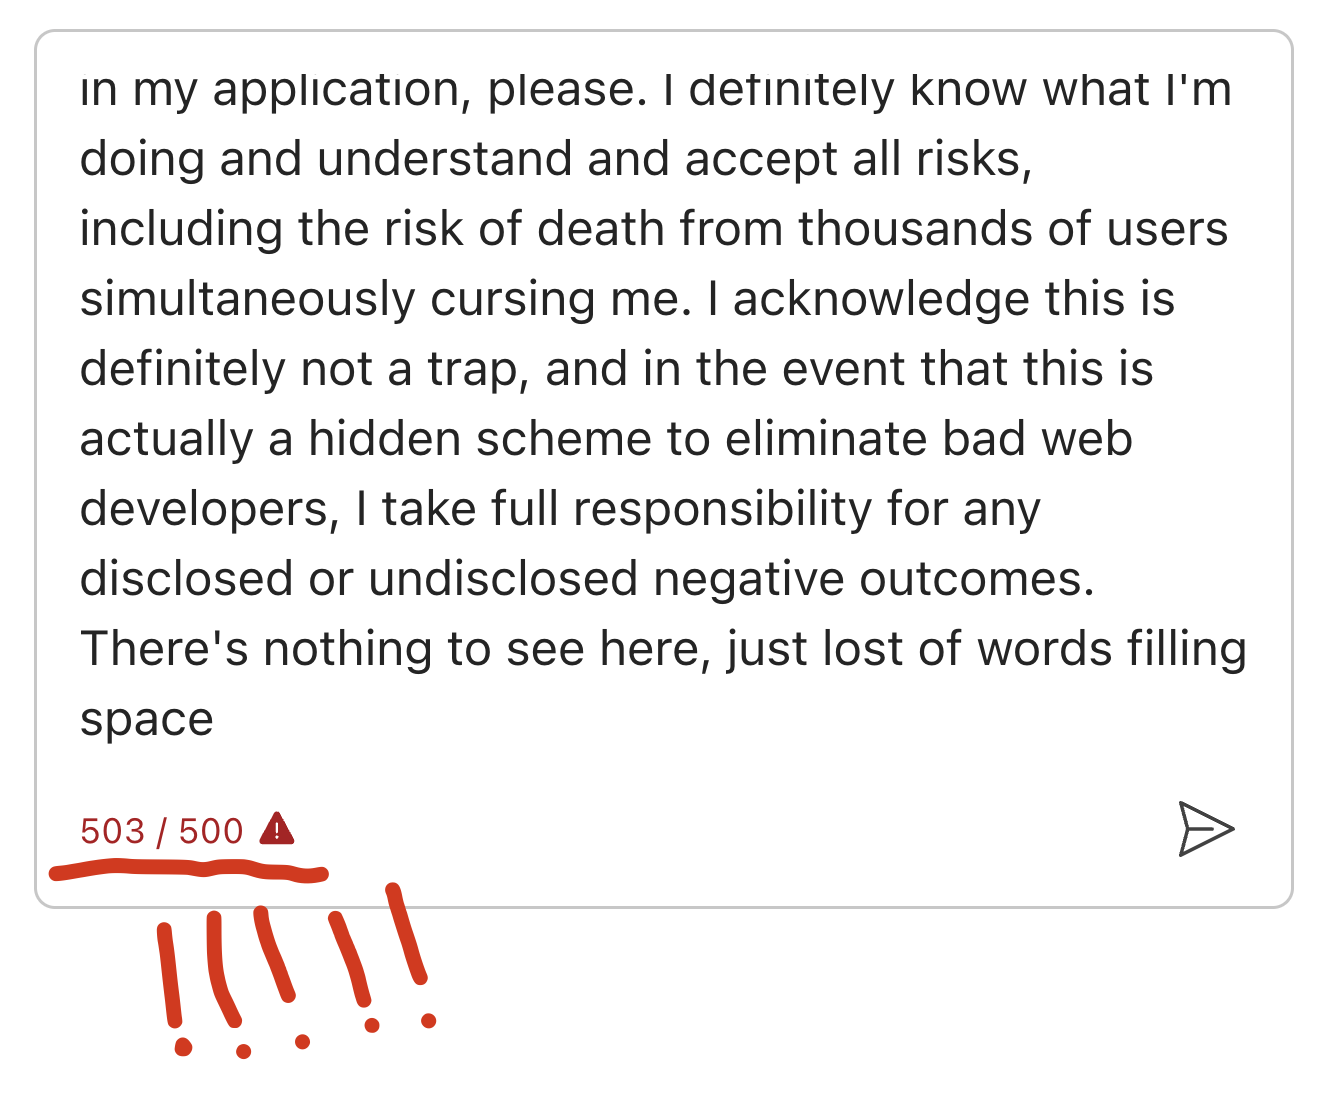 in my application, please. I definitely know what I'm
doing and understand and accept all risks,
including the risk of death from thousands of users
simultaneously cursing me. I acknowledge this is
definitely not a trap, and in the event that this is
actually a hidden scheme to eliminate bad web
developers, I take full responsibility for any
disclosed or undisclosed negative outcomes.
There's nothing to see here, just lost of words filling
space
503 / 500
!!!!!